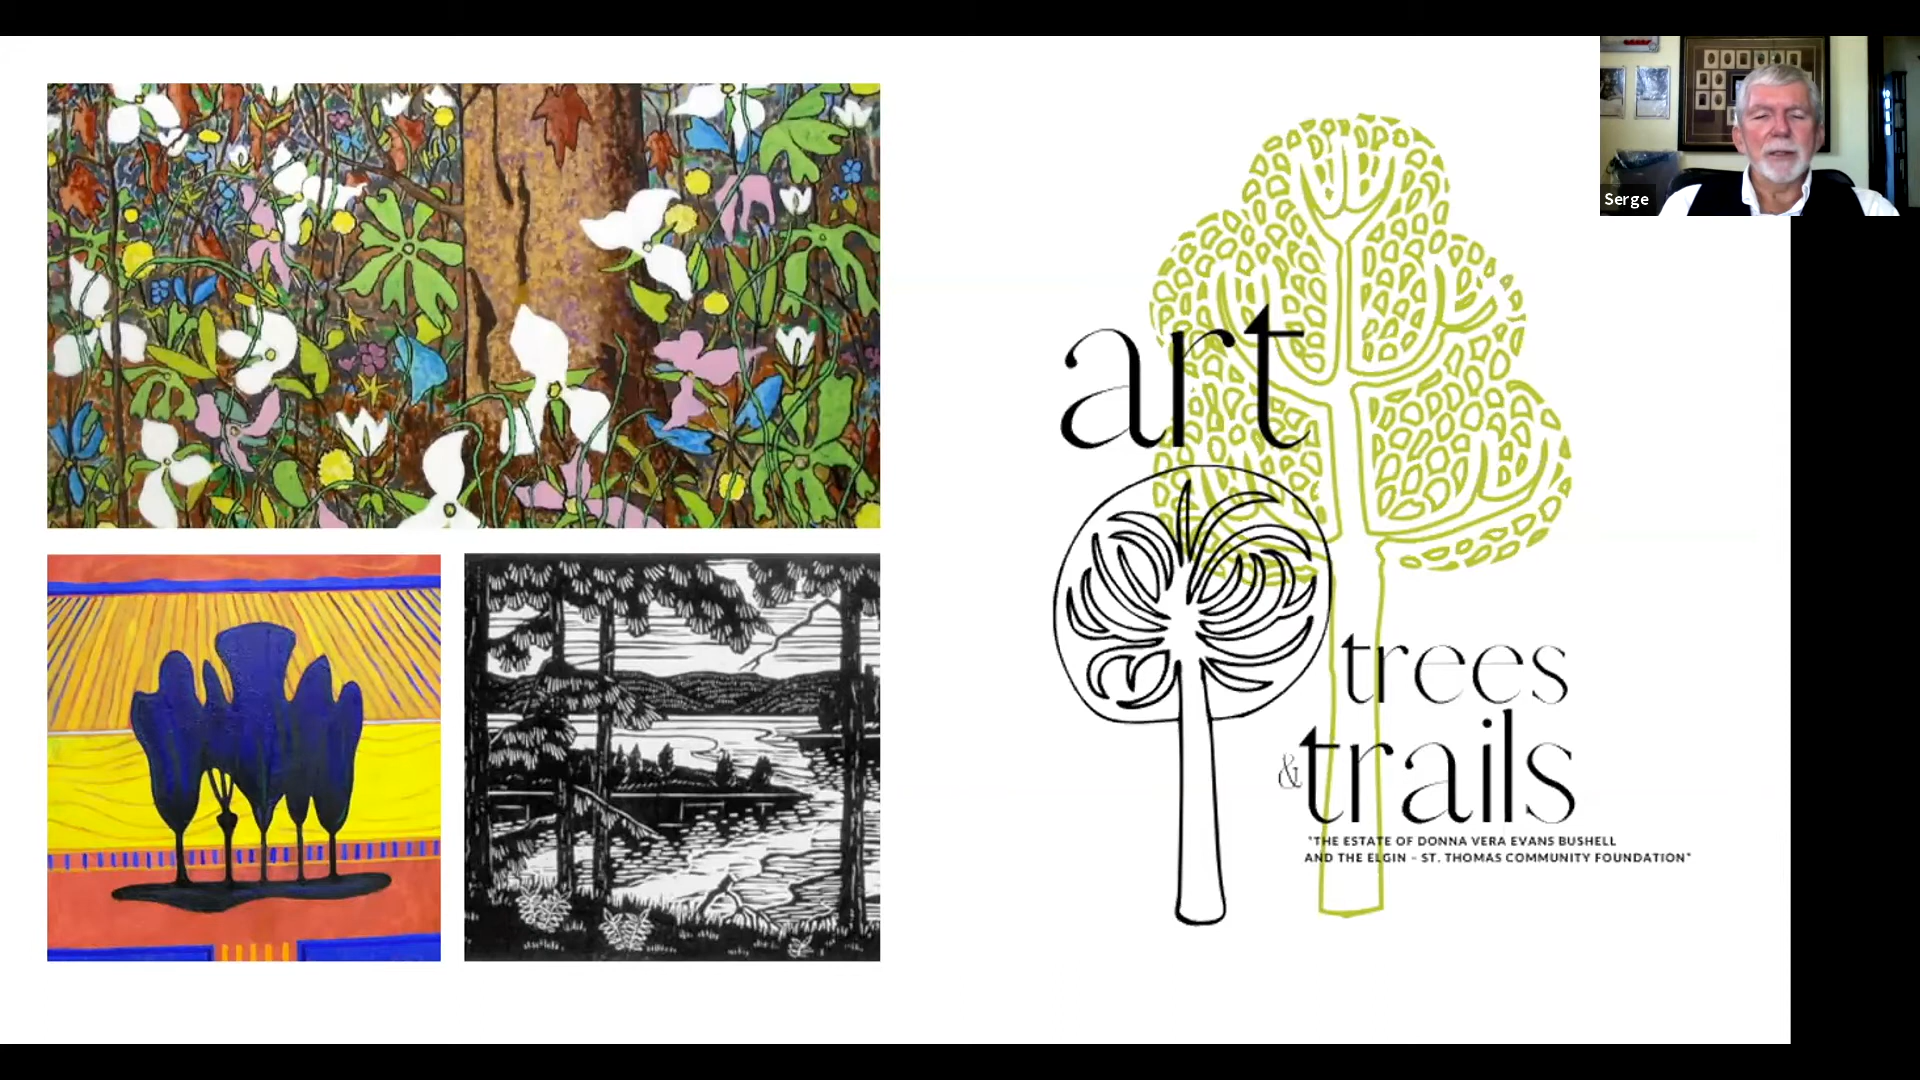 Serge
art
trees
& trails
"THE ESTATE OF DONNA VERA EVANS BUSHELL
AND THE ELGIN - ST. THOMAS COMMUNITY FOUNDATION"